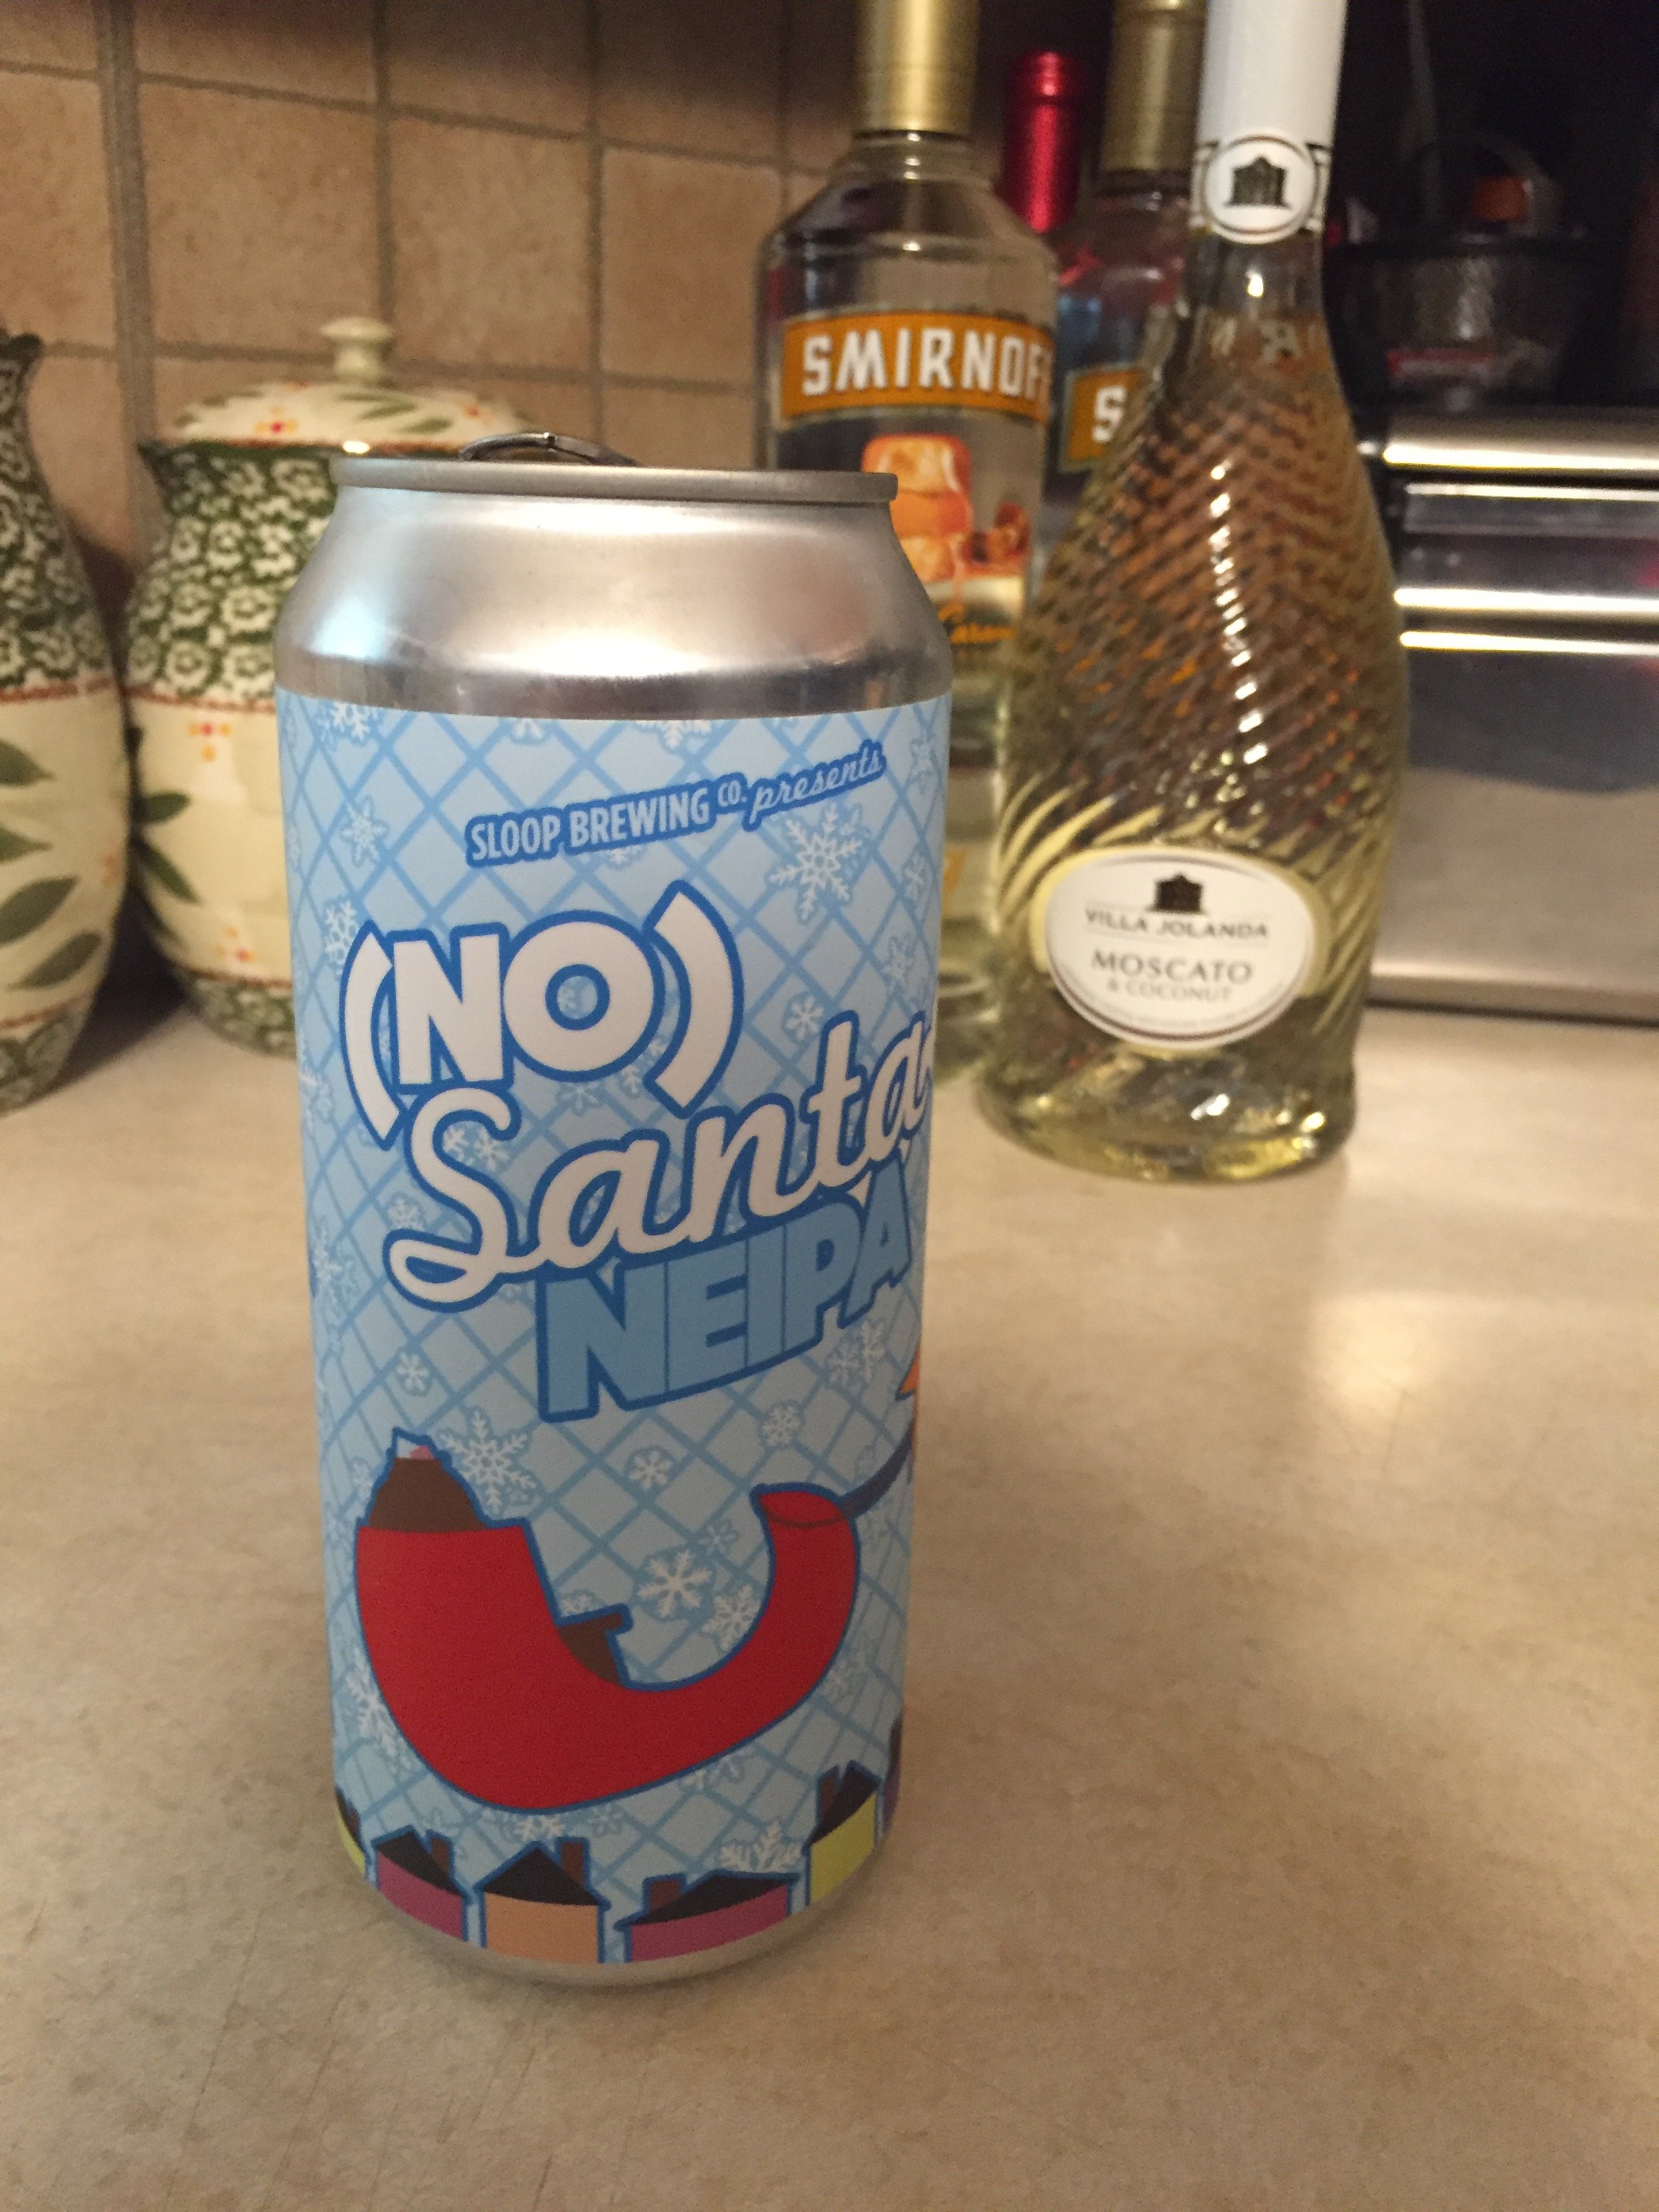 SLOOP BREWING CO. presents
(NO)
Santa
NEIPA
SMIRNOFF
S
VILLA JOLANDA
MOSCATO
& COCONUT